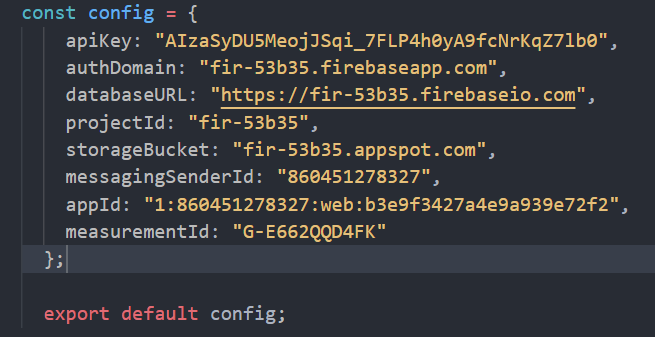 const config = {
apiKey: "AIzaSyDU5MeojJSqi_7FLP4h0yA9fcNrKqZ7lb0",
authDomain: "fir-53b35.firebaseapp.com",
databaseURL: "https://fir-53b35.firebaseio.com",
projectId: "fir-53b35",
storageBucket: "fir-53b35.appspot.com",
messagingSenderId: "860451278327",
appId: "1:860451278327:web:b3e9f3427a4e9a939e72f2",
measurementId: "G-E662QQD4FK"
};
export default config;